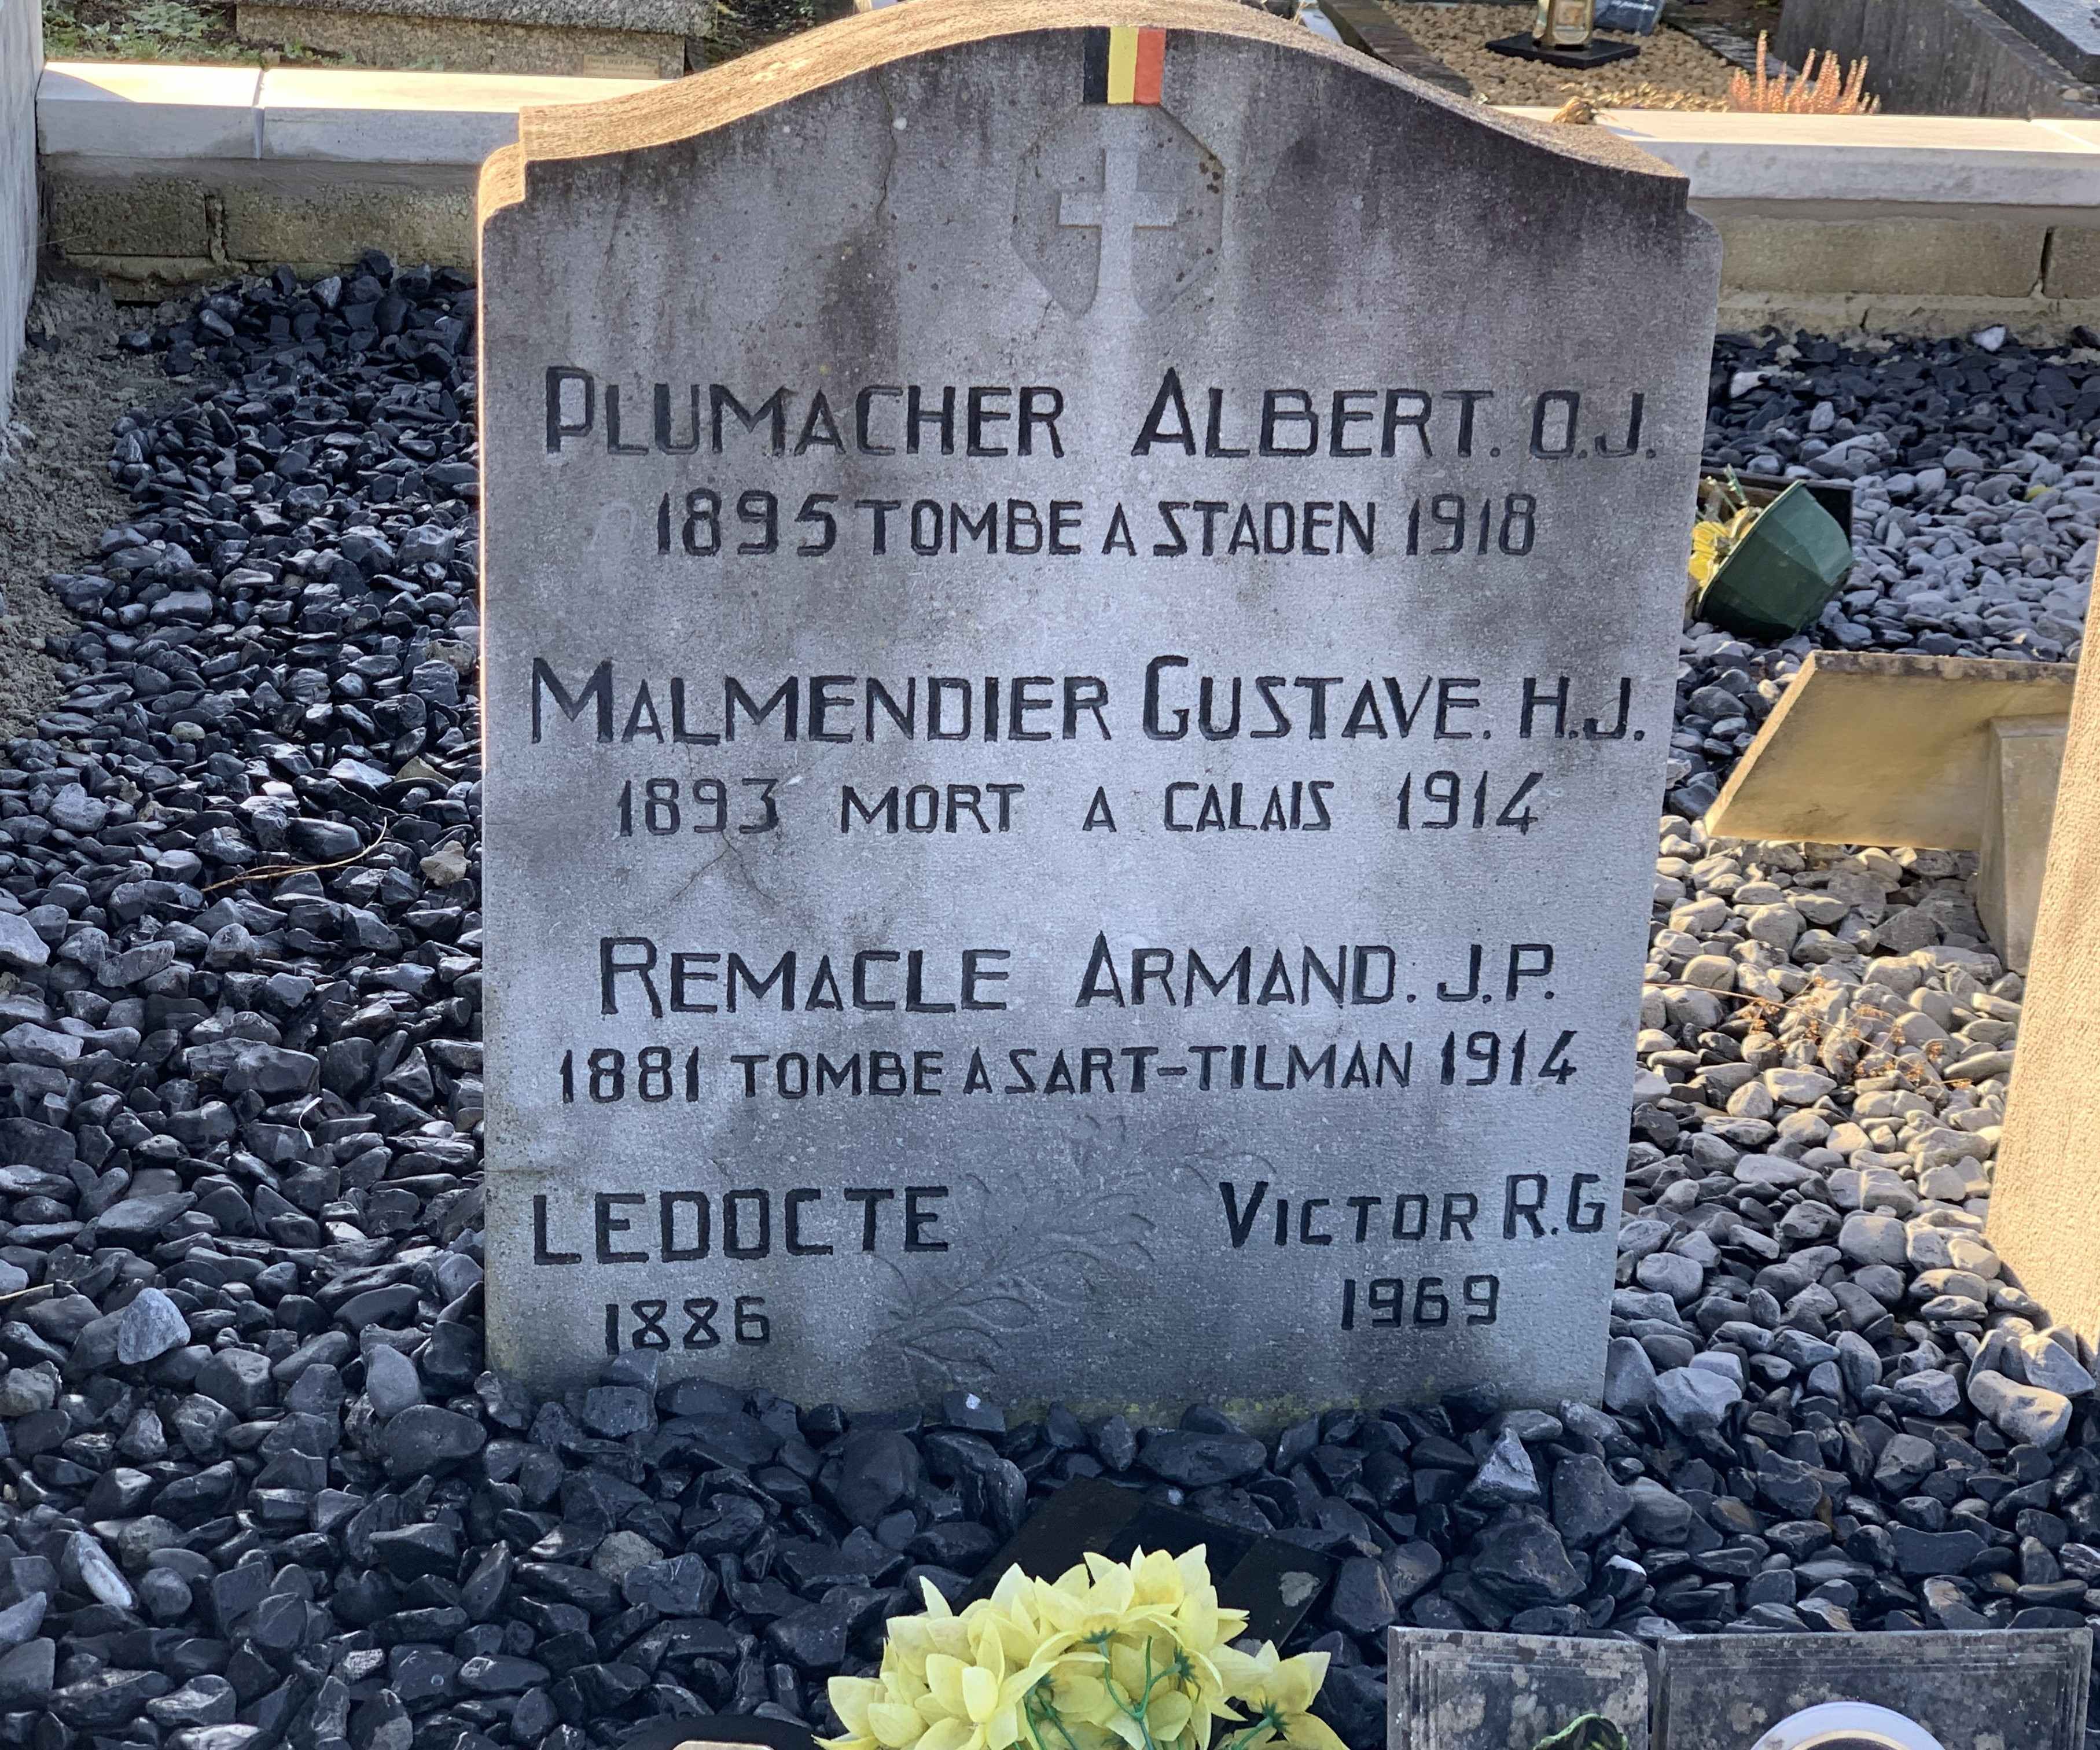 PLUMACHER ALBERT. O.J.
1895 TOMBE A STADEN 1918
MALMENDIER GUSTAVE. H.J.
1893 MORT A CALAIS 1914
REMACLE ARMAND. J.P.
1881 TOMBE A SART-TILMAN 1914
LEDOCTE VICTOR R.G
1886 1969